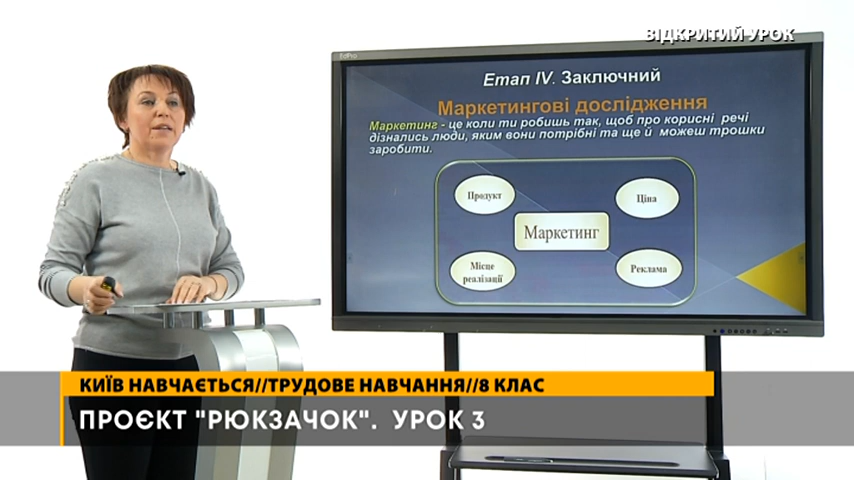 ВІДКРИТИЙ УРОК
EdPro
Етап IV. Заключний
Маркетингові дослідження
Маркетинг - це коли ти робишь так, щоб про корисні речі
дізнались люди, яким вони потрібні та ще й можеш трошки
заробити.
Продукт
Ціна
Маркетинг
Місце
реалізації
Реклама
КИЇВ НАВЧАЄТЬСЯ//ТРУДОВЕ НАВЧАННЯ//8 КЛАС
ПРОЄКТ "РЮКЗАЧОК". УРОК 3